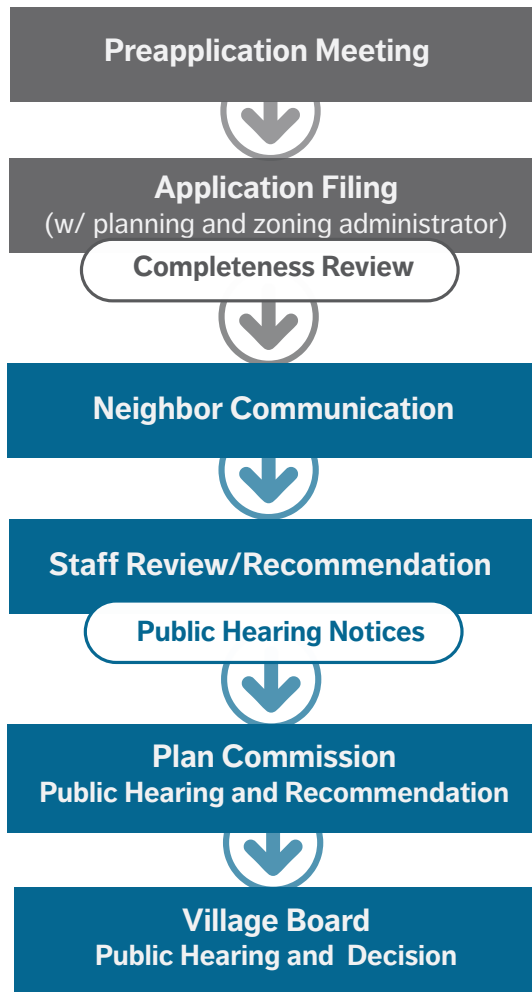 Preapplication Meeting
Application Filing
(w/ planning and zoning administrator)
Completeness Review
Neighbor Communication
Staff Review/Recommendation
Public Hearing Notices
Plan Commission
Public Hearing and Recommendation
Village Board
Public Hearing and Decision